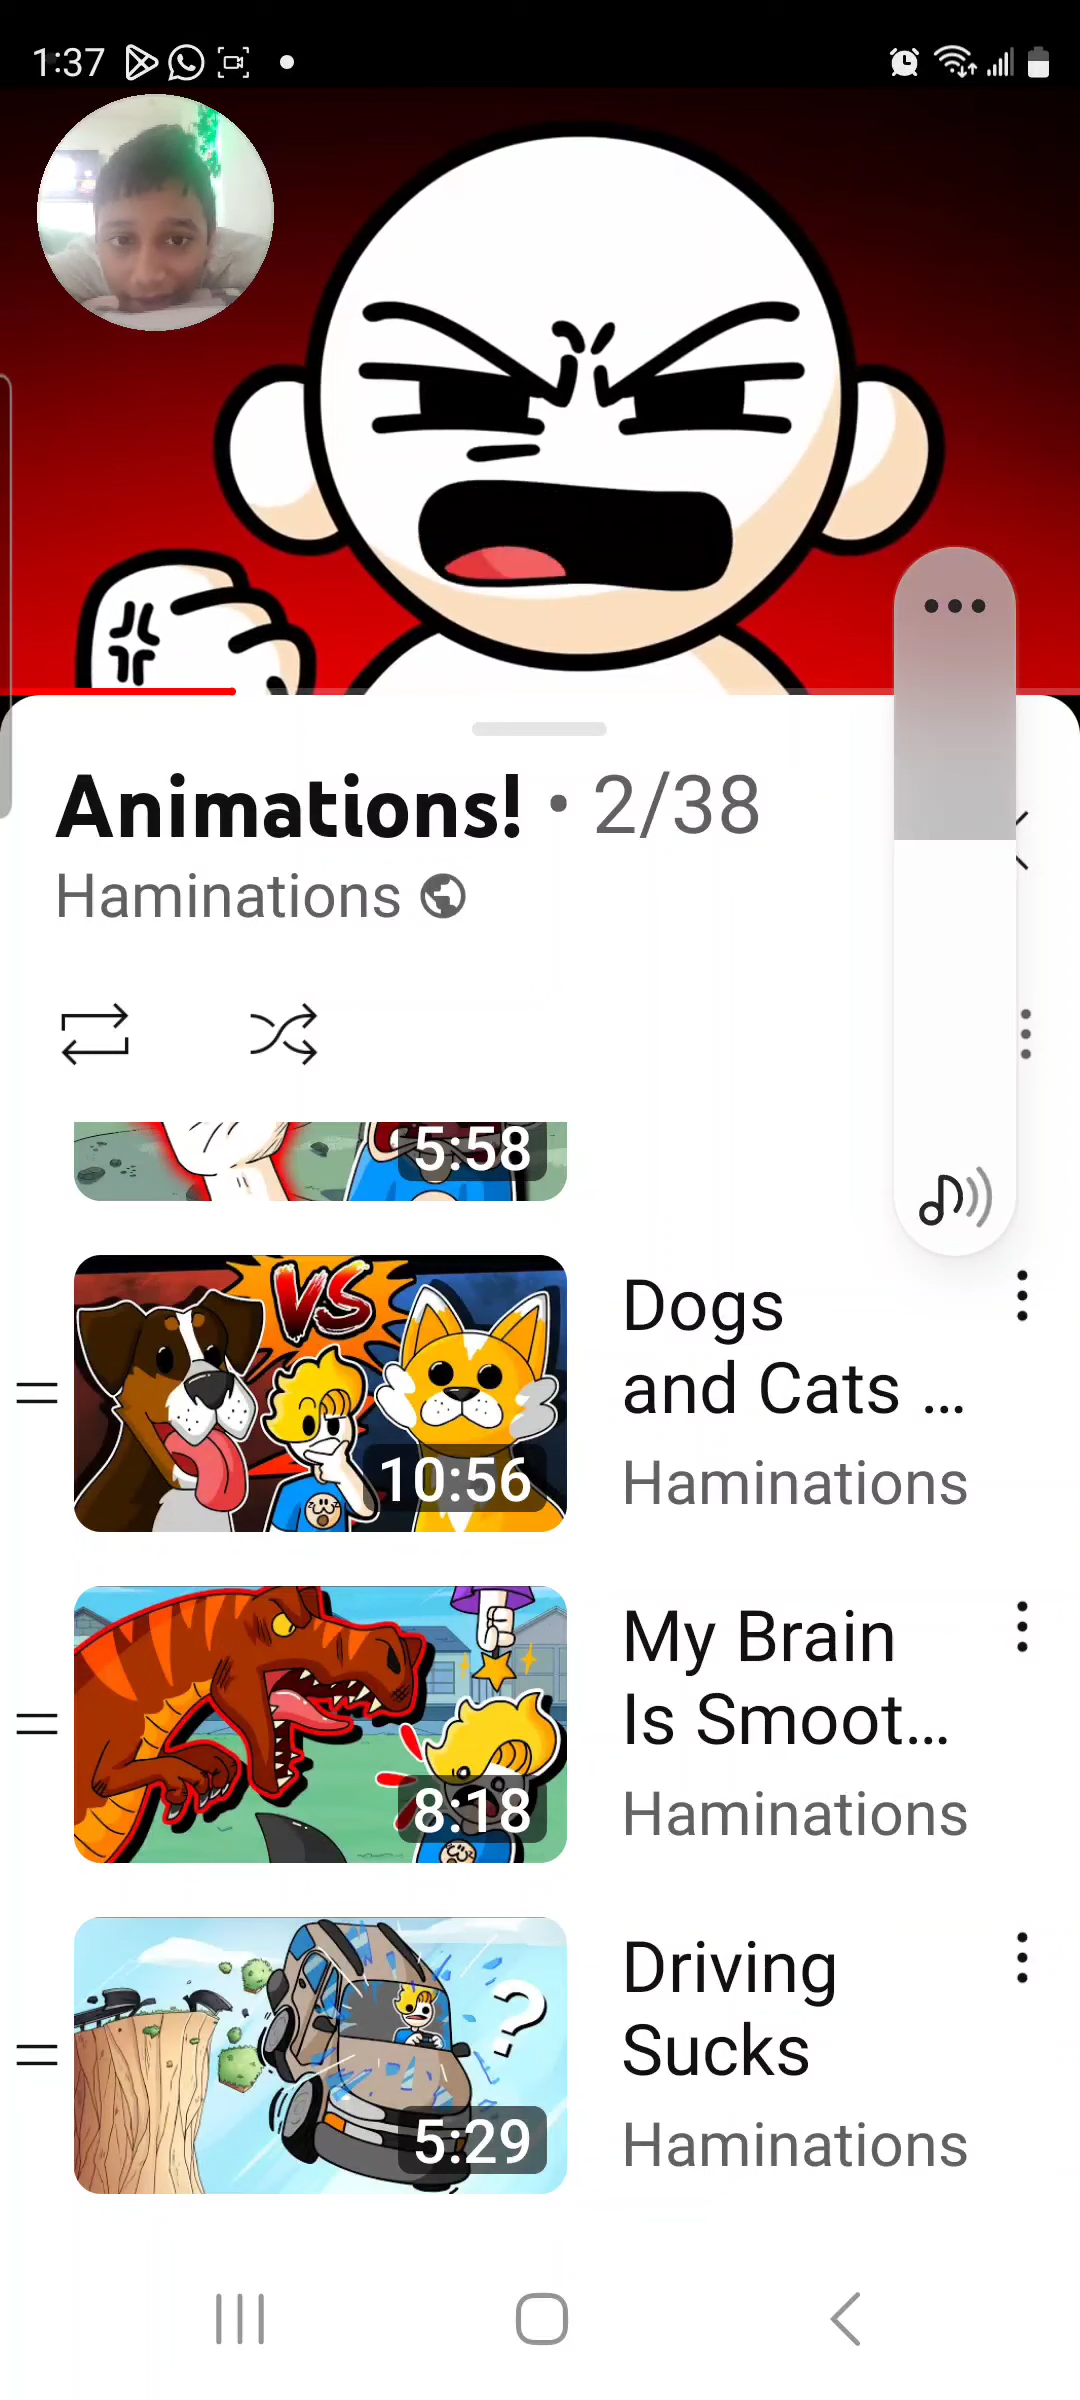 1:37
Animations! • 2/38
Haminations
5:58
VS
10:56
Dogs
and Cats ...
Haminations
8:18
My Brain
Is Smoot...
Haminations
?
5:29
Driving
Sucks
Haminations